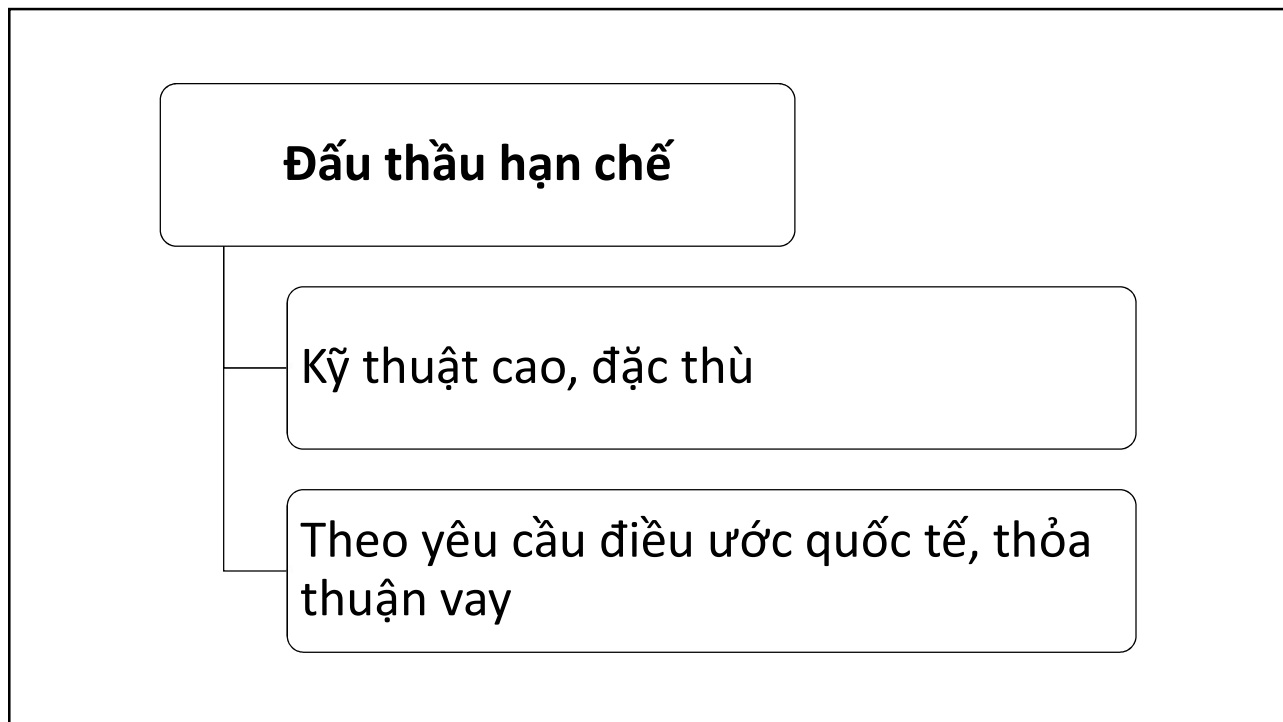 Đấu thầu hạn chế
Kỹ thuật cao, đặc thù
Theo yêu cầu điều ước quốc tế, thỏa
thuận vay